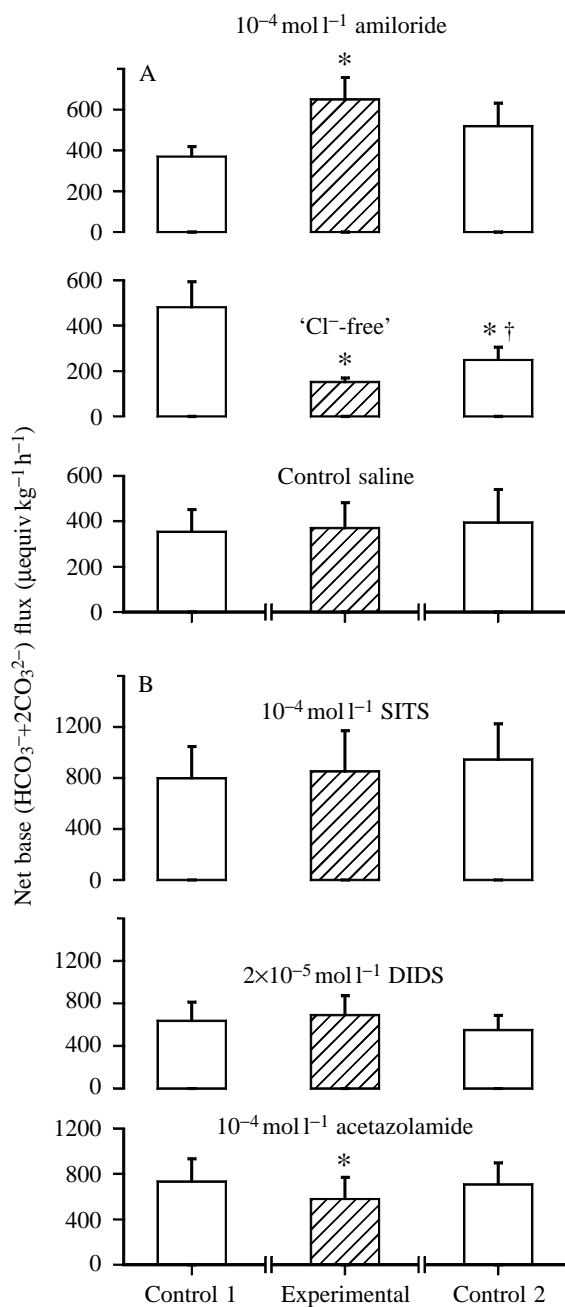 10⁻⁴ mol l⁻¹ amiloride
A
*
600
400
200
0
600
400
200
0
‘Cl⁻-free’
*
* †
Control saline
600
400
200
0
Net base (HCO₃⁻+2CO₃²⁻) flux (μequiv kg⁻¹ h⁻¹)
B
10⁻⁴ mol l⁻¹ SITS
1200
800
400
0
2×10⁻⁵ mol l⁻¹ DIDS
1200
800
400
0
10⁻⁴ mol l⁻¹ acetazolamide
*
1200
800
400
0
Control 1 Experimental Control 2